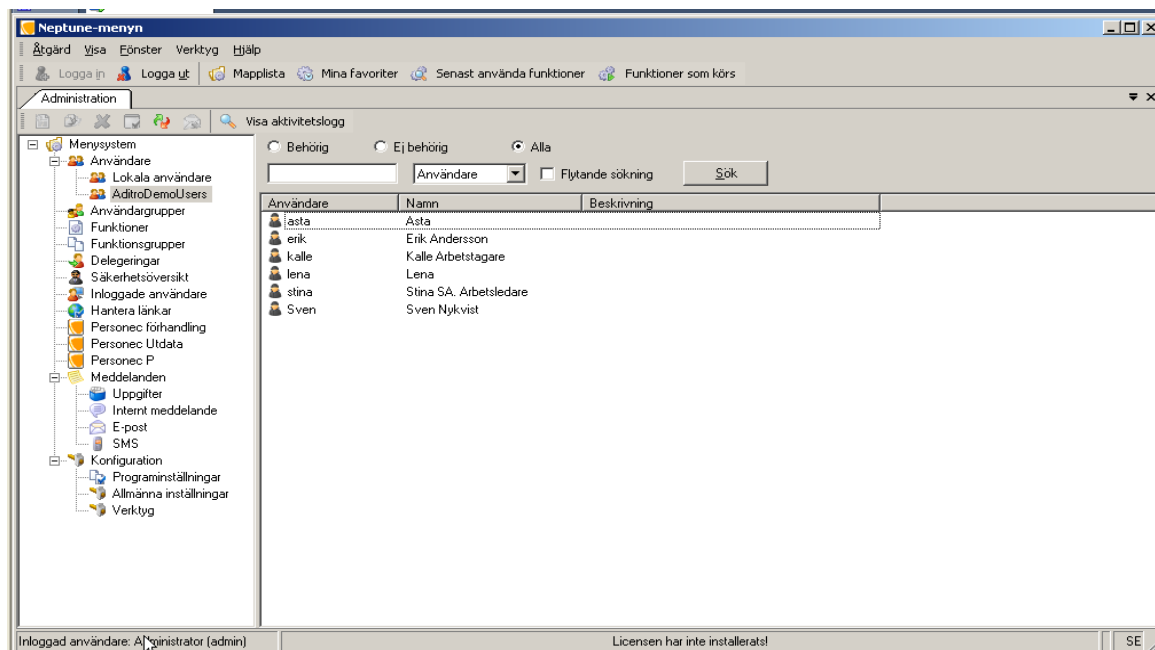 Neptune-menyn
Åtgärd Visa Fönster Verktyg Hjälp
Logga in Logga ut Mapplista Mina favoriter Senast använda funktioner Funktioner som körs
Administration
Visa aktivitetslogg
Menysystem
Användare
Lokala användare
AditroDemoUsers
Användargrupper
Funktioner
Funktionsgrupper
Delegeringar
Säkerhetsöversikt
Inloggade användare
Hantera länkar
Personec förhandling
Personec Utdata
Personec P
Meddelanden
Uppgifter
Internt meddelande
E-post
SMS
Konfiguration
Programinställningar
Allmänna inställningar
Verktyg
Behörig Ej behörig Alla
Användare Flytande sökning Sök
Användare Namn Beskrivning
asta Asta
erik Erik Andersson
kalle Kalle Arbetstagare
lena Lena
stina Stina SA. Arbetsledare
Sven Sven Nykvist
Inloggad användare: Administrator (admin) Licensen har inte installerats! SE